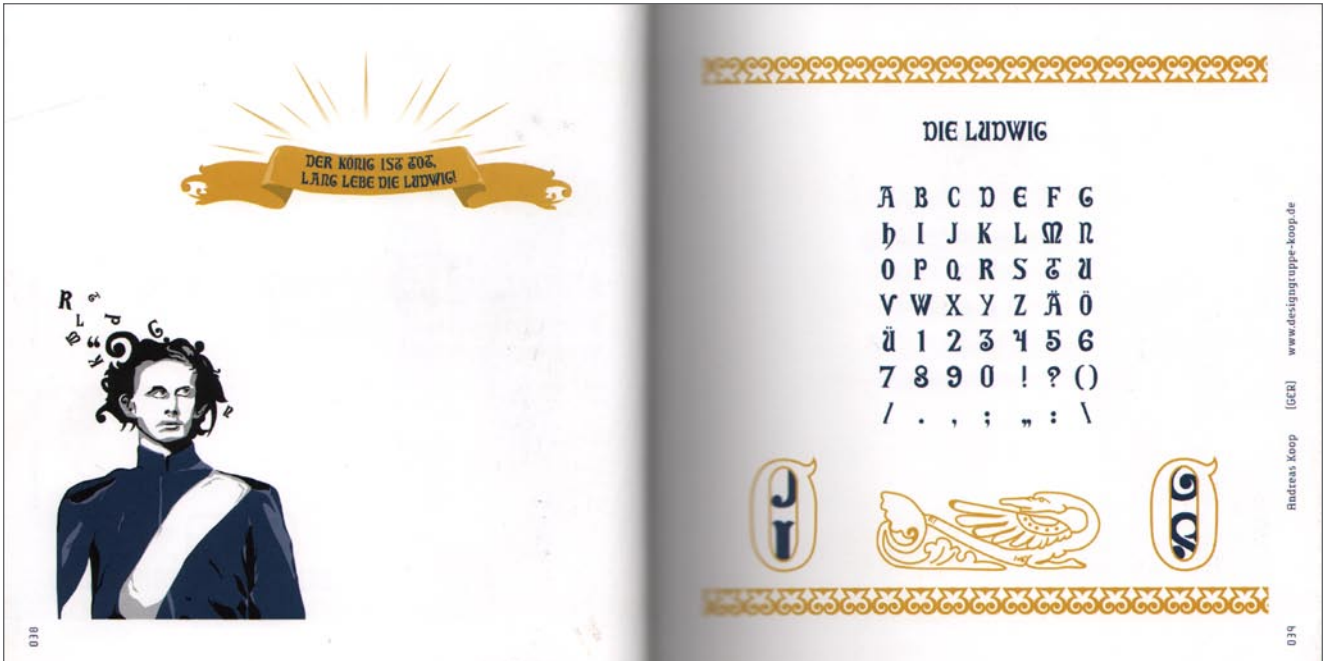 DER KÖNIG IST TOT,
LANG LEBE DIE LUDWIG!
R
L
P
G
K
R
038
DIE LUDWIG
A B C D E F G
H I J K L M N
O P Q R S T U
V W X Y Z Ä Ö
Ü 1 2 3 4 5 6
7 8 9 0 ! ? ()
/ . , ; „ : \
Andreas Koop [GER] www.designgruppe-koop.de
039